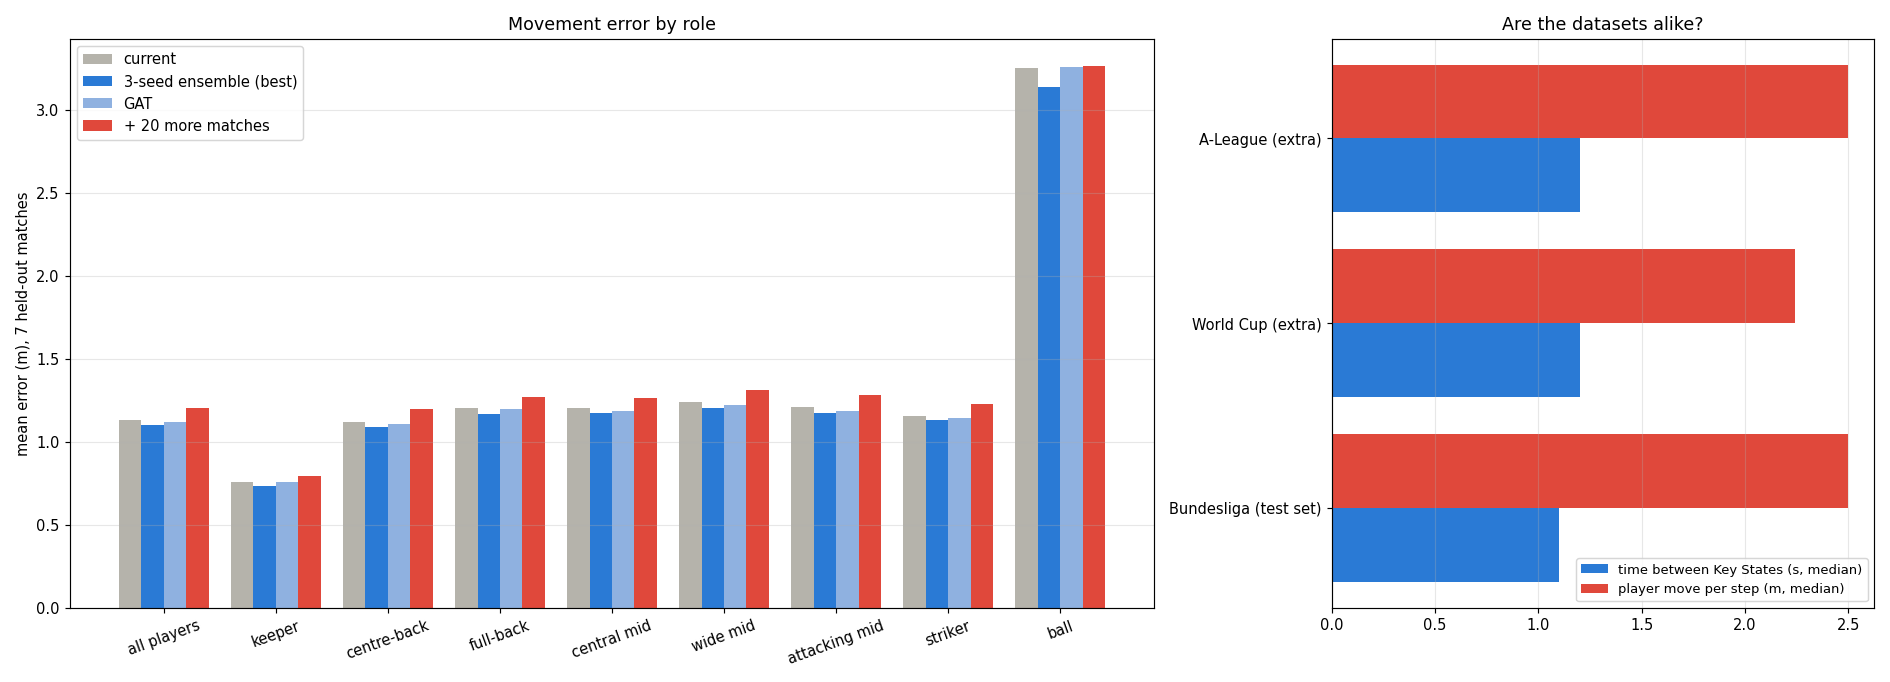 Movement error by role
current
3-seed ensemble (best)
GAT
+ 20 more matches
mean error (m), 7 held-out matches
3.0
2.5
2.0
1.5
1.0
0.5
0.0
all players
keeper
centre-back
full-back
central mid
wide mid
attacking mid
striker
ball
Are the datasets alike?
A-League (extra)
World Cup (extra)
Bundesliga (test set)
time between Key States (s, median)
player move per step (m, median)
0.0 0.5 1.0 1.5 2.0 2.5